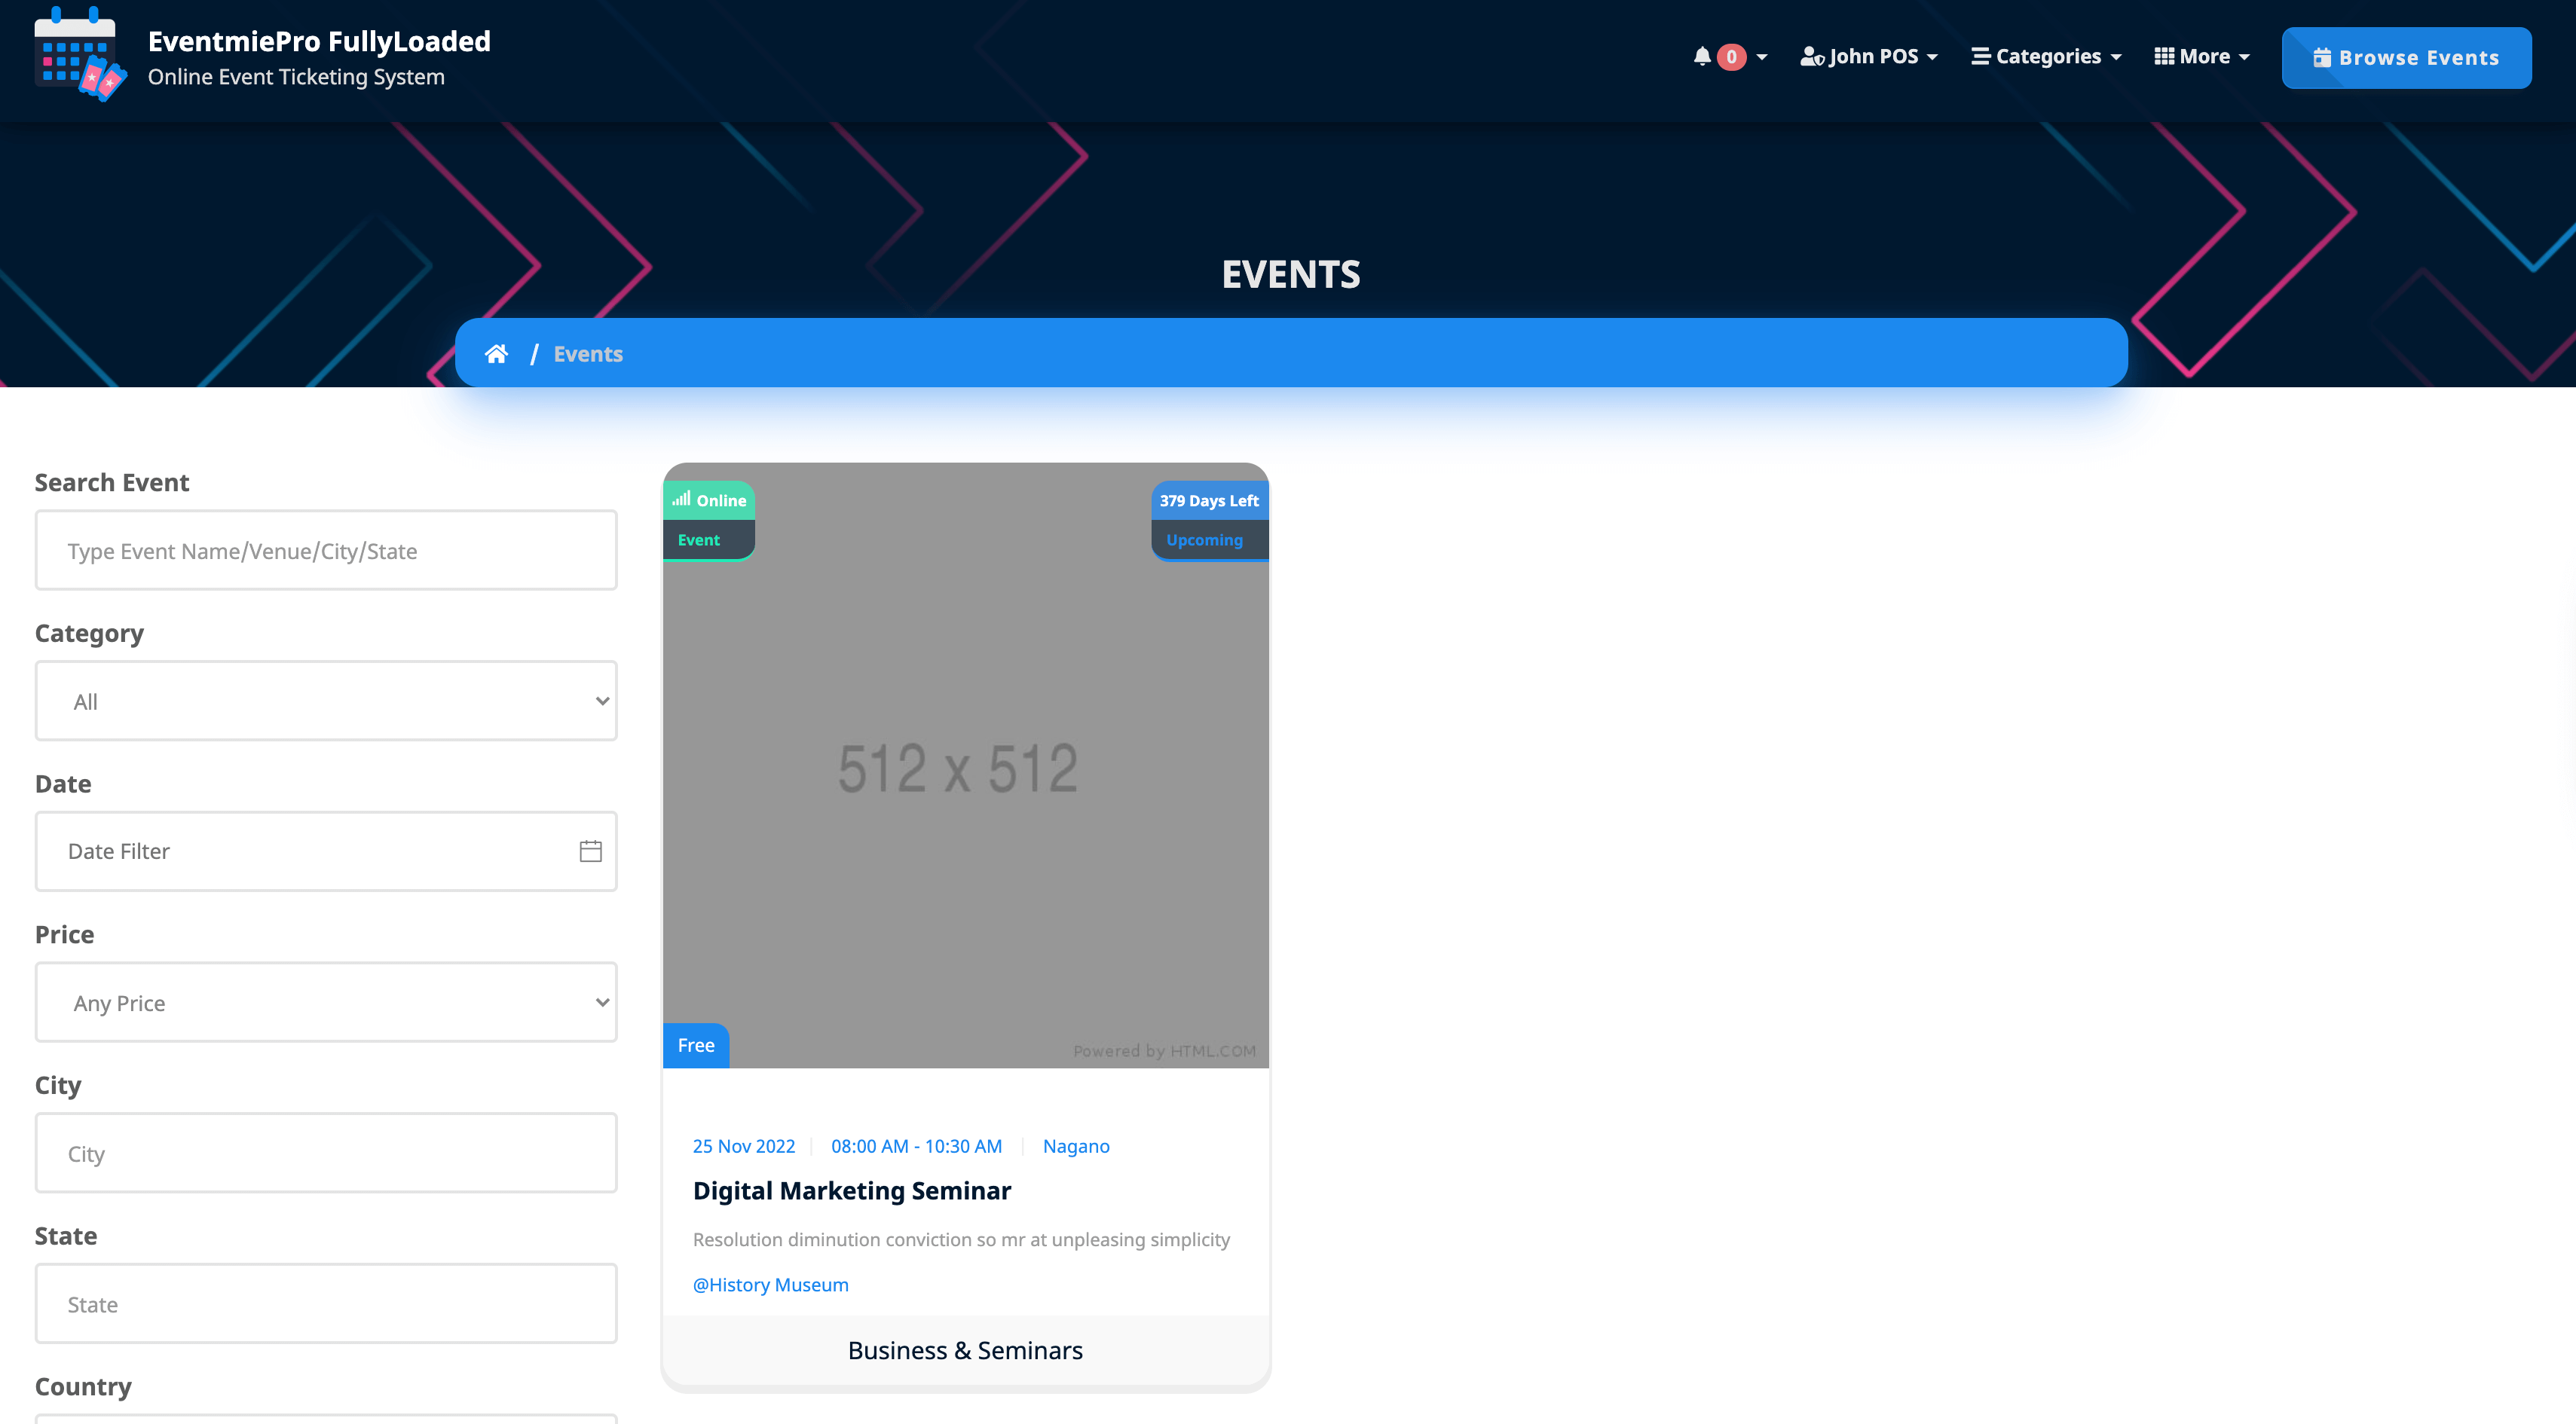 EventmiePro FullyLoaded
Online Event Ticketing System
0
John POS
Categories
More
Browse Events
EVENTS
/ Events
Search Event
Type Event Name/Venue/City/State
Category
All
Date
Date Filter
Price
Any Price
City
City
State
State
Country
Online
Event
379 Days Left
Upcoming
512 x 512
Free
Powered by HTML.COM
25 Nov 2022
08:00 AM - 10:30 AM
Nagano
Digital Marketing Seminar
Resolution diminution conviction so mr at unpleasing simplicity
@History Museum
Business & Seminars